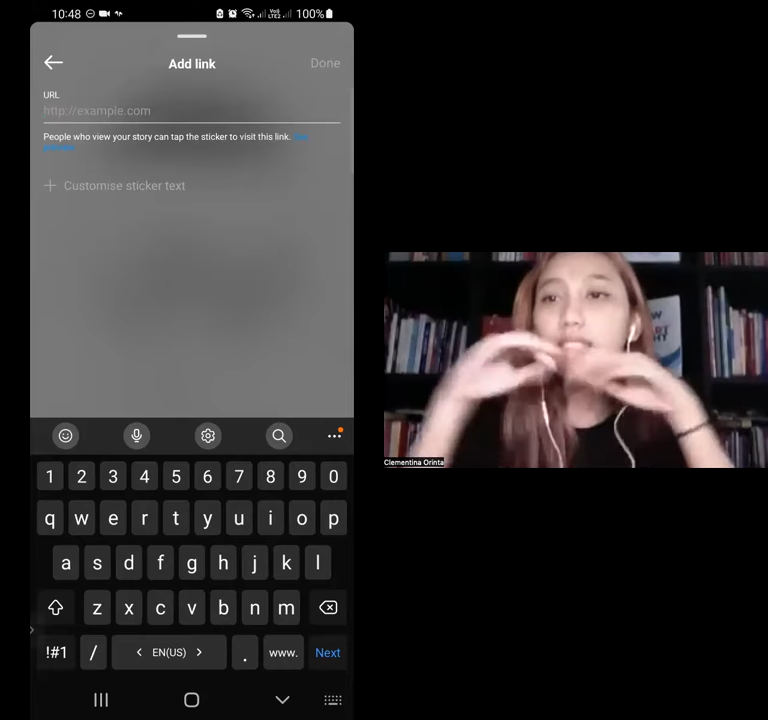 10:48
VoB
LTE2
100%
Add link
Done
URL
http://example.com
People who view your story can tap the sticker to visit this link.
Customise sticker text
1 2 3 4 5 6 7 8 9 0
q w e r t y u i o p
a s d f g h j k l
z x c v b n m
!#1 / < EN(US) > . www. Next
Clementina Orinta